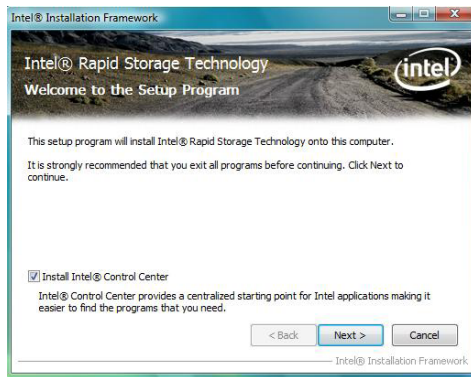 Intel® Installation Framework
Intel® Rapid Storage Technology
Welcome to the Setup Program
intel
This setup program will install Intel® Rapid Storage Technology onto this computer.
It is strongly recommended that you exit all programs before continuing. Click Next to
continue.
Install Intel® Control Center
Intel® Control Center provides a centralized starting point for Intel applications making it
easier to find the programs that you need.
< Back Next > Cancel
Intel® Installation Framework